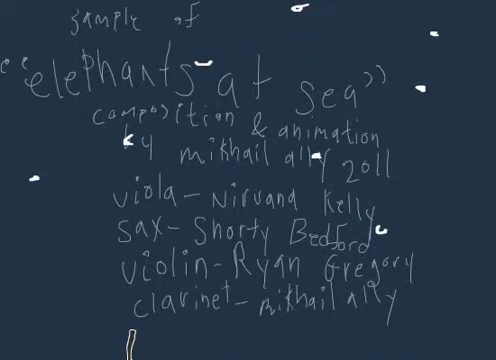 sample of
"elephants at sea"
composition & animation
by mikhail ally 2011
viola- Nirvana Kelly
sax- Shorty Bedford
violin- Ryan Gregory
clarinet- mikhail ally